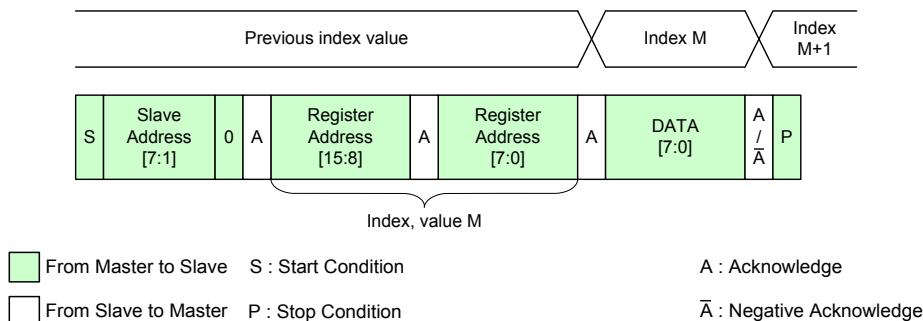 Previous index value
Index M
Index
M+1
S
Slave
Address
[7:1]
0
A
Register
Address
[15:8]
A
Register
Address
[7:0]
A
DATA
[7:0]
A
/
A̅
P
Index, value M
From Master to Slave
S : Start Condition
A : Acknowledge
From Slave to Master
P : Stop Condition
A̅ : Negative Acknowledge